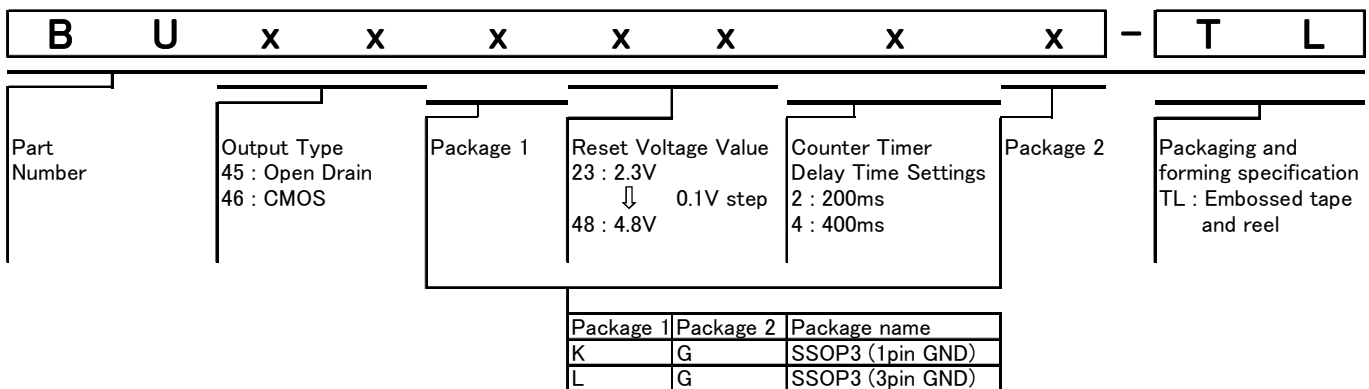 B U x x x x x x x - T L
Part Number
Output Type
45 : Open Drain
46 : CMOS
Package 1
Reset Voltage Value
23 : 2.3V
⇩ 0.1V step
48 : 4.8V
Counter Timer
Delay Time Settings
2 : 200ms
4 : 400ms
Package 2
Packaging and
forming specification
TL : Embossed tape
and reel
Package 1 Package 2 Package name
K G SSOP3 (1pin GND)
L G SSOP3 (3pin GND)